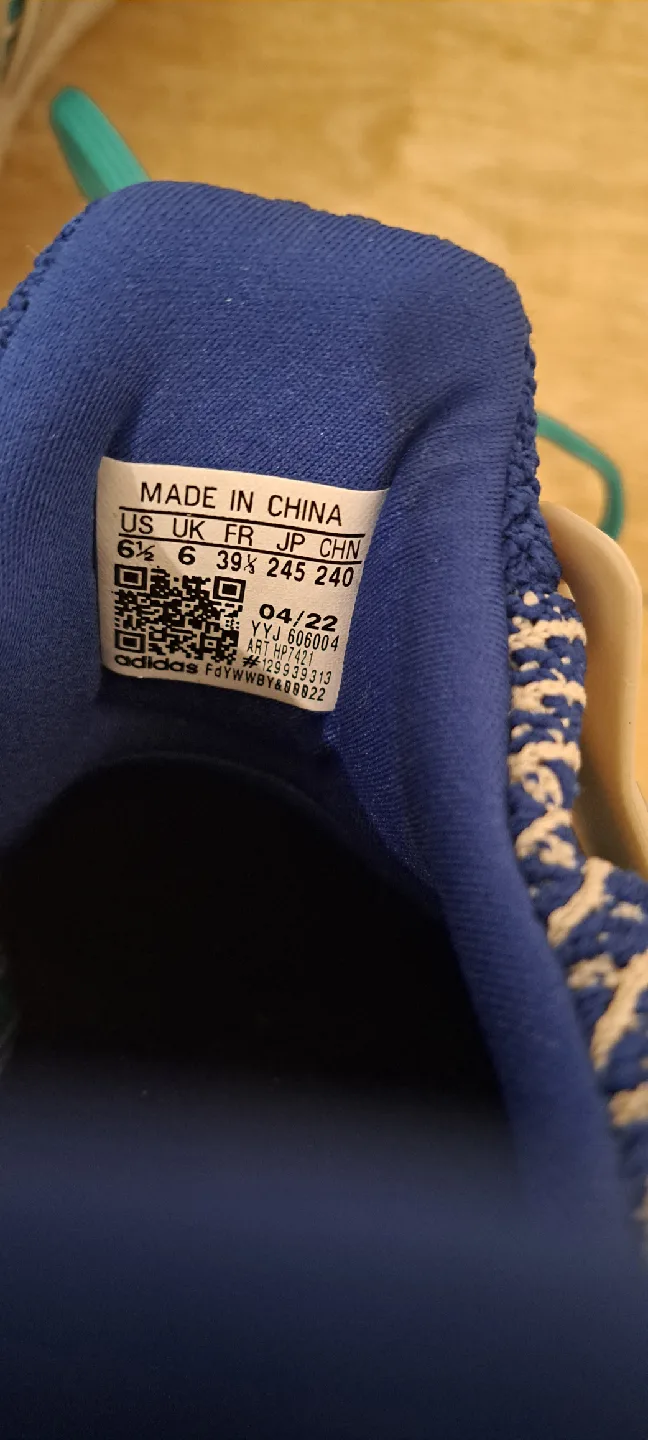 MADE IN CHINA
US UK FR JP CHN
6½ 6 39⅓ 245 240
04/22
YYJ 606004
ART HP7421
#129939313
adidas FdYWWBY&88822